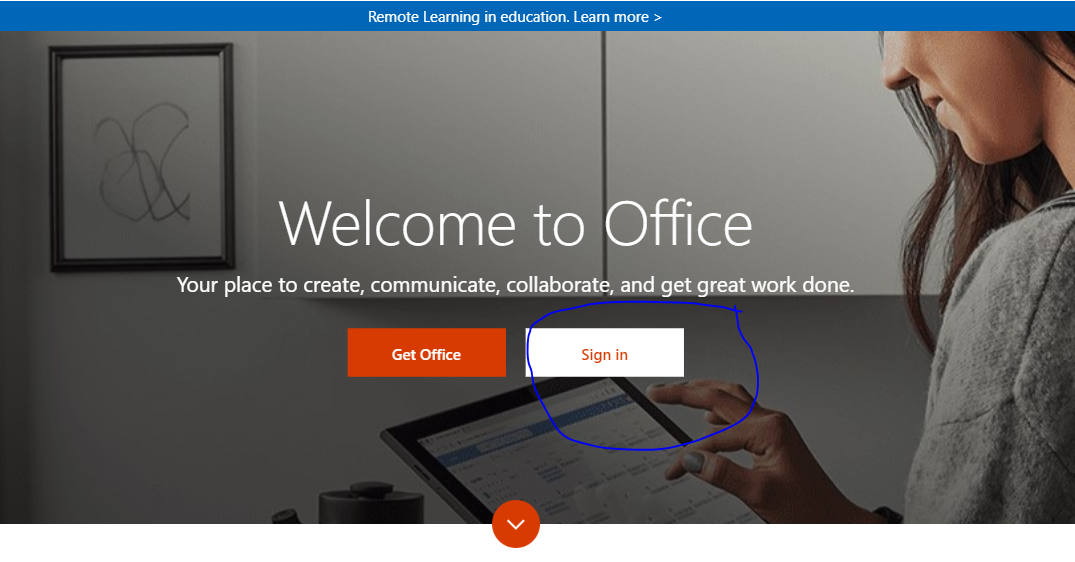 Remote Learning in education. Learn more >
Welcome to Office
Your place to create, communicate, collaborate, and get great work done.
Get Office
Sign in